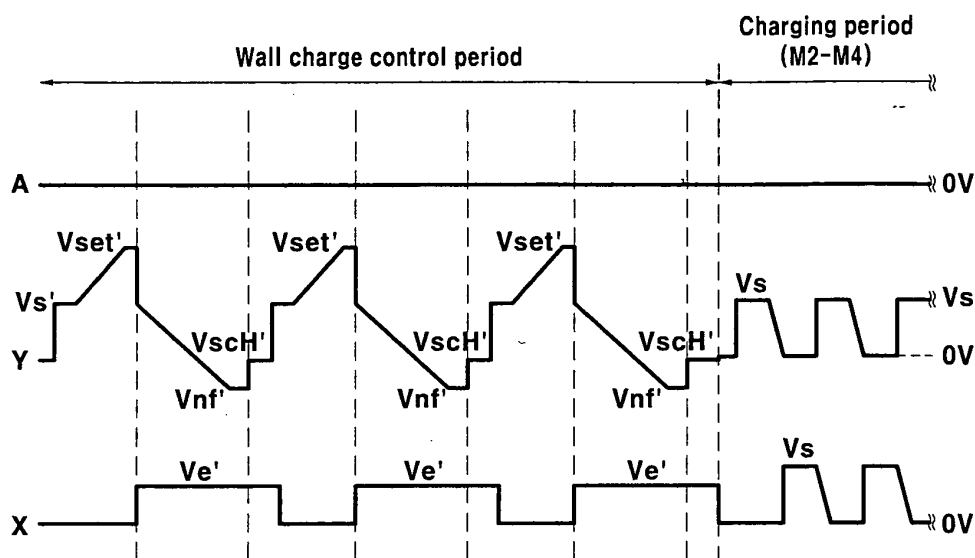 Charging period
(M2-M4)
Wall charge control period
A
0V
Vset'
Vset'
Vset'
Vs'
Vs
Vs
VscH'
VscH'
VscH'
Y
0V
Vnf'
Vnf'
Vnf'
Vs
Ve'
Ve'
Ve'
X
0V